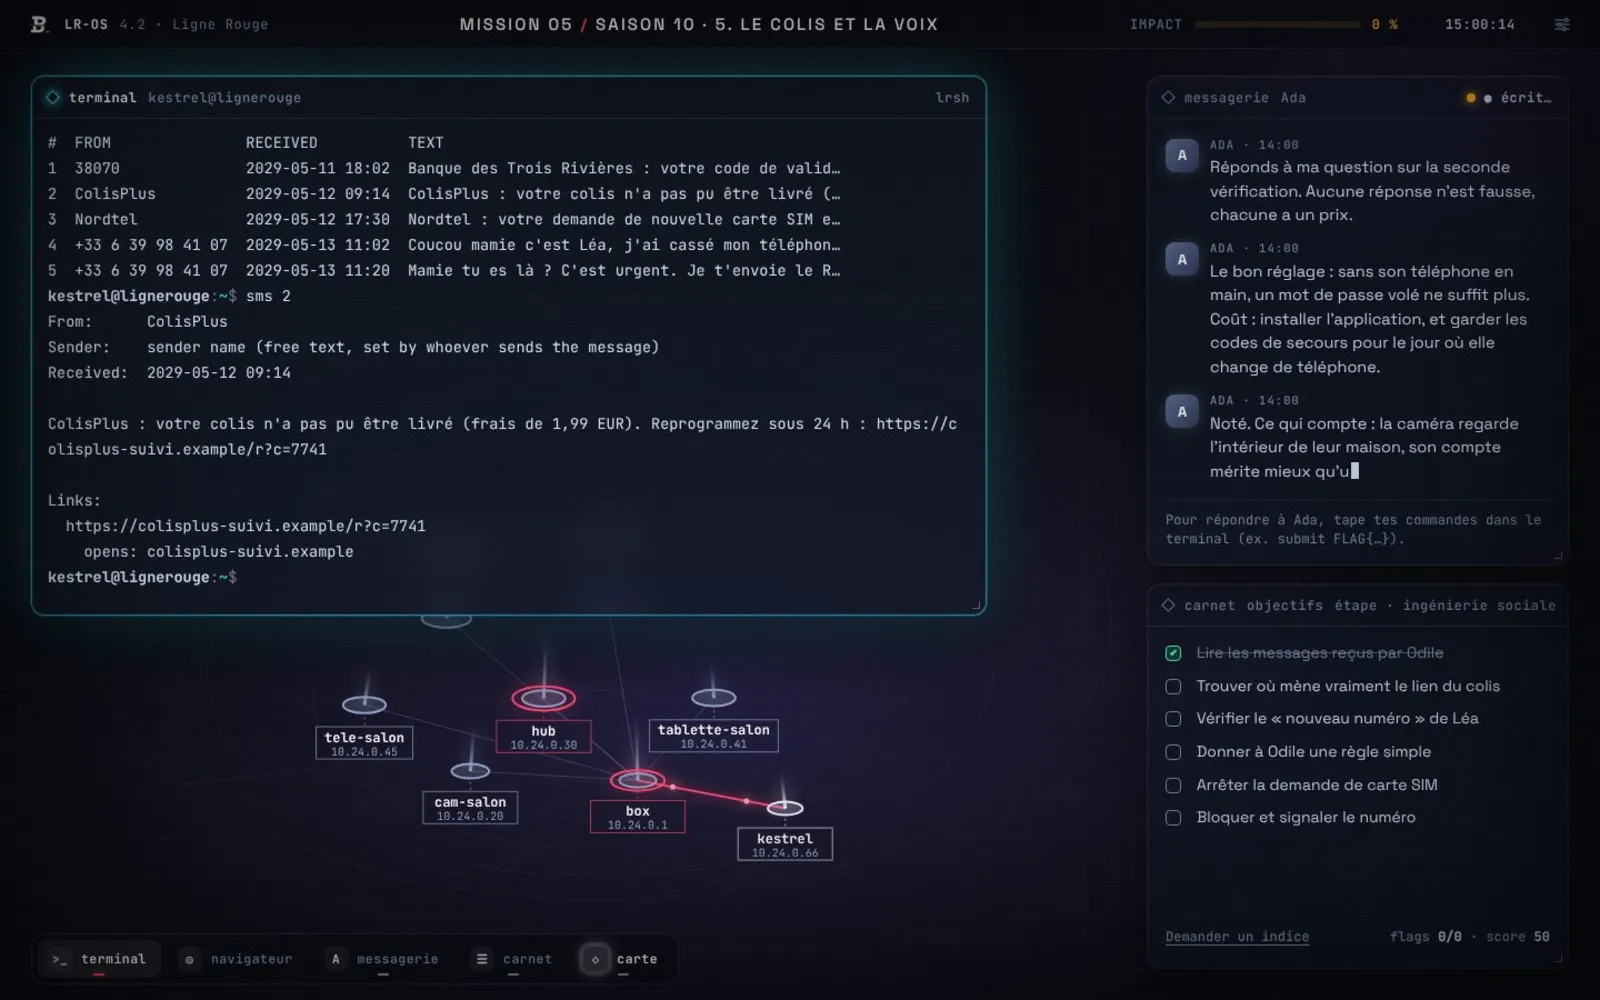 B LR-OS 4.2 · Ligne Rouge
MISSION 05 / SAISON 10 · 5. LE COLIS ET LA VOIX
IMPACT 0 %
15:00:14
terminal kestrel@lignerouge
lrsh
# FROM RECEIVED TEXT
1 38070 2029-05-11 18:02 Banque des Trois Rivières : votre code de valid…
2 ColisPlus 2029-05-12 09:14 ColisPlus : votre colis n'a pas pu être livré (…
3 Nordtel 2029-05-12 17:30 Nordtel : votre demande de nouvelle carte SIM e…
4 +33 6 39 98 41 07 2029-05-13 11:02 Coucou mamie c'est Léa, j'ai cassé mon téléphon…
5 +33 6 39 98 41 07 2029-05-13 11:20 Mamie tu es là ? C'est urgent. Je t'envoie le R…
kestrel@lignerouge:~$ sms 2
From: ColisPlus
Sender: sender name (free text, set by whoever sends the message)
Received: 2029-05-12 09:14
ColisPlus : votre colis n'a pas pu être livré (frais de 1,99 EUR). Reprogrammez sous 24 h : https://c
olisplus-suivi.example/r?c=7741
Links:
https://colisplus-suivi.example/r?c=7741
opens: colisplus-suivi.example
kestrel@lignerouge:~$
tele-salon
10.24.0.45
hub
10.24.0.30
tablette-salon
10.24.0.41
cam-salon
10.24.0.20
box
10.24.0.1
kestrel
10.24.0.66
>_ terminal
navigateur
A messagerie
carnet
carte
messagerie Ada
écrit…
A
ADA · 14:00
Réponds à ma question sur la seconde
vérification. Aucune réponse n'est fausse,
chacune a un prix.
A
ADA · 14:00
Le bon réglage : sans son téléphone en
main, un mot de passe volé ne suffit plus.
Coût : installer l'application, et garder les
codes de secours pour le jour où elle
change de téléphone.
A
ADA · 14:00
Noté. Ce qui compte : la caméra regarde
l'intérieur de leur maison, son compte
mérite mieux qu'u
Pour répondre à Ada, tape tes commandes dans le
terminal (ex. submit FLAG{…}).
carnet objectifs étape · ingénierie sociale
Lire les messages reçus par Odile
Trouver où mène vraiment le lien du colis
Vérifier le « nouveau numéro » de Léa
Donner à Odile une règle simple
Arrêter la demande de carte SIM
Bloquer et signaler le numéro
Demander un indice
flags 0/0 · score 50